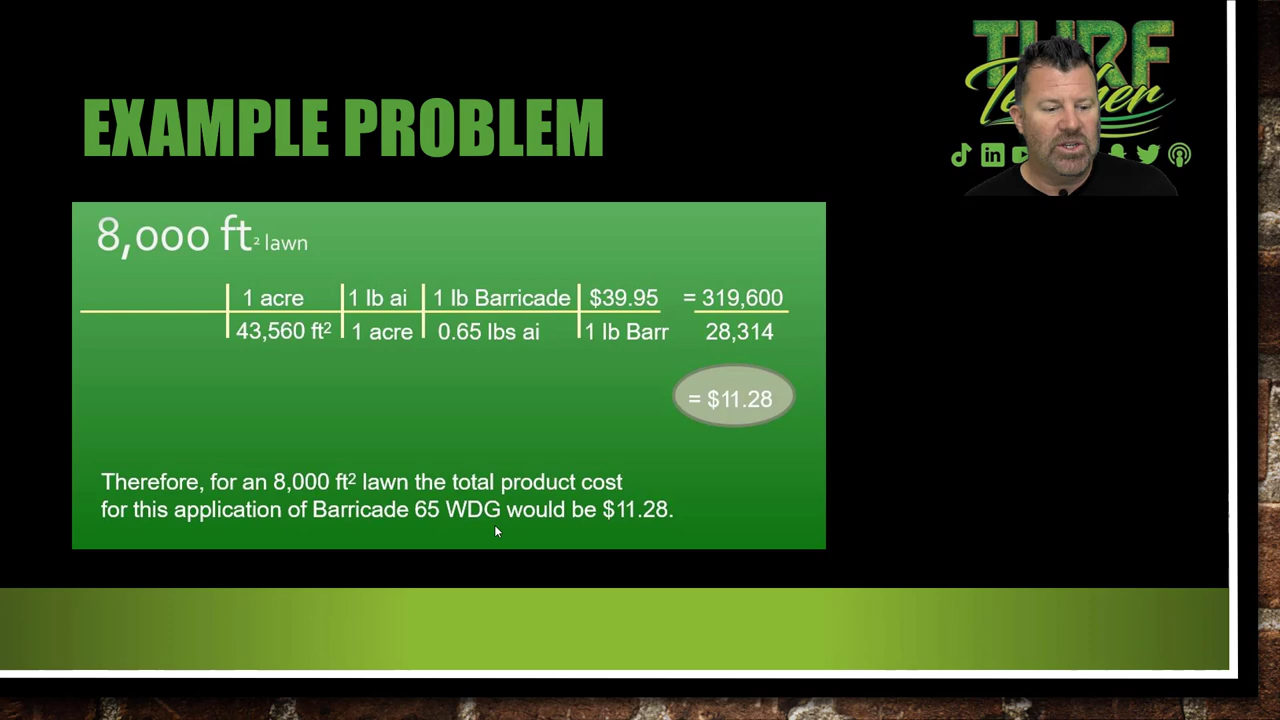 TURF
EXAMPLE PROBLEM
8,000 ft² lawn
1 acre 1 lb ai 1 lb Barricade $39.95 = 319,600
43,560 ft² 1 acre 0.65 lbs ai 1 lb Barr 28,314
= $11.28
Therefore, for an 8,000 ft² lawn the total product cost
for this application of Barricade 65 WDG would be $11.28.